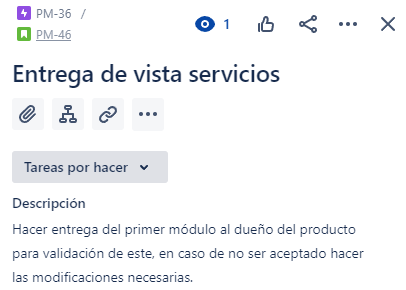 PM-36 /
PM-46
1
Entrega de vista servicios
Tareas por hacer
Descripción
Hacer entrega del primer módulo al dueño del producto
para validación de este, en caso de no ser aceptado hacer
las modificaciones necesarias.